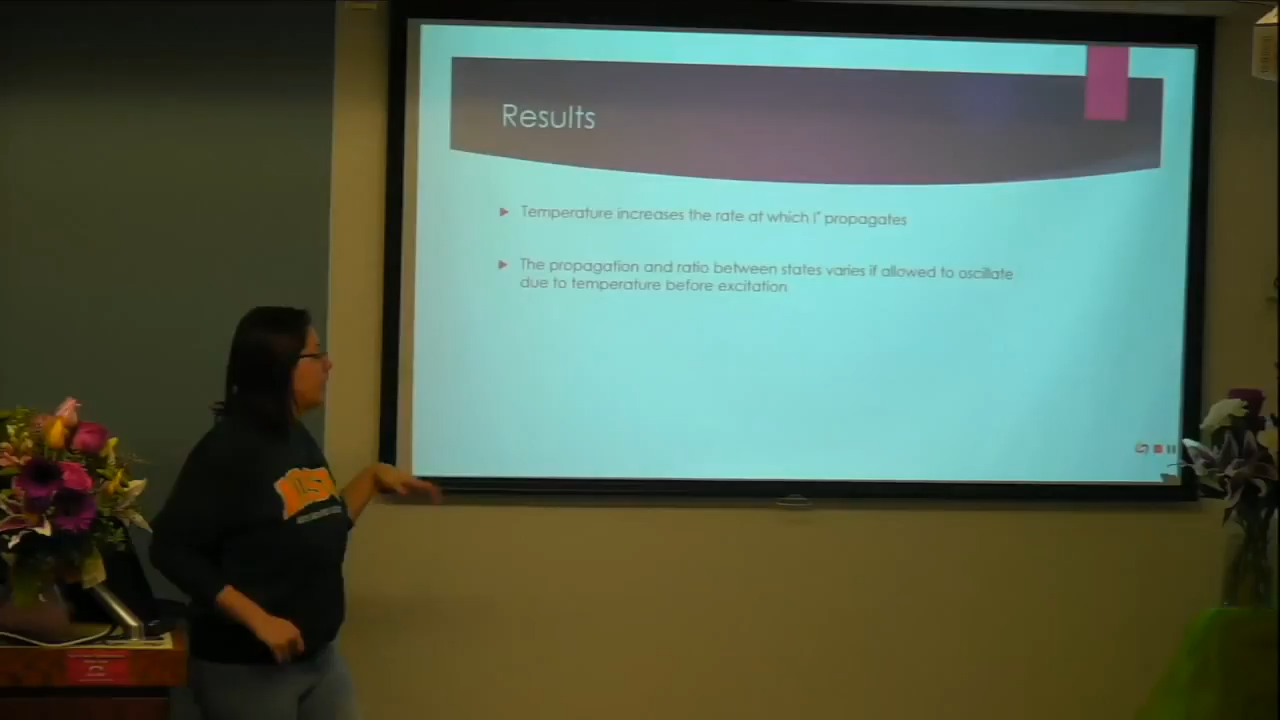 Results
Temperature increases the rate at which I* propagates
The propagation and ratio between states varies if allowed to oscillate
due to temperature before excitation